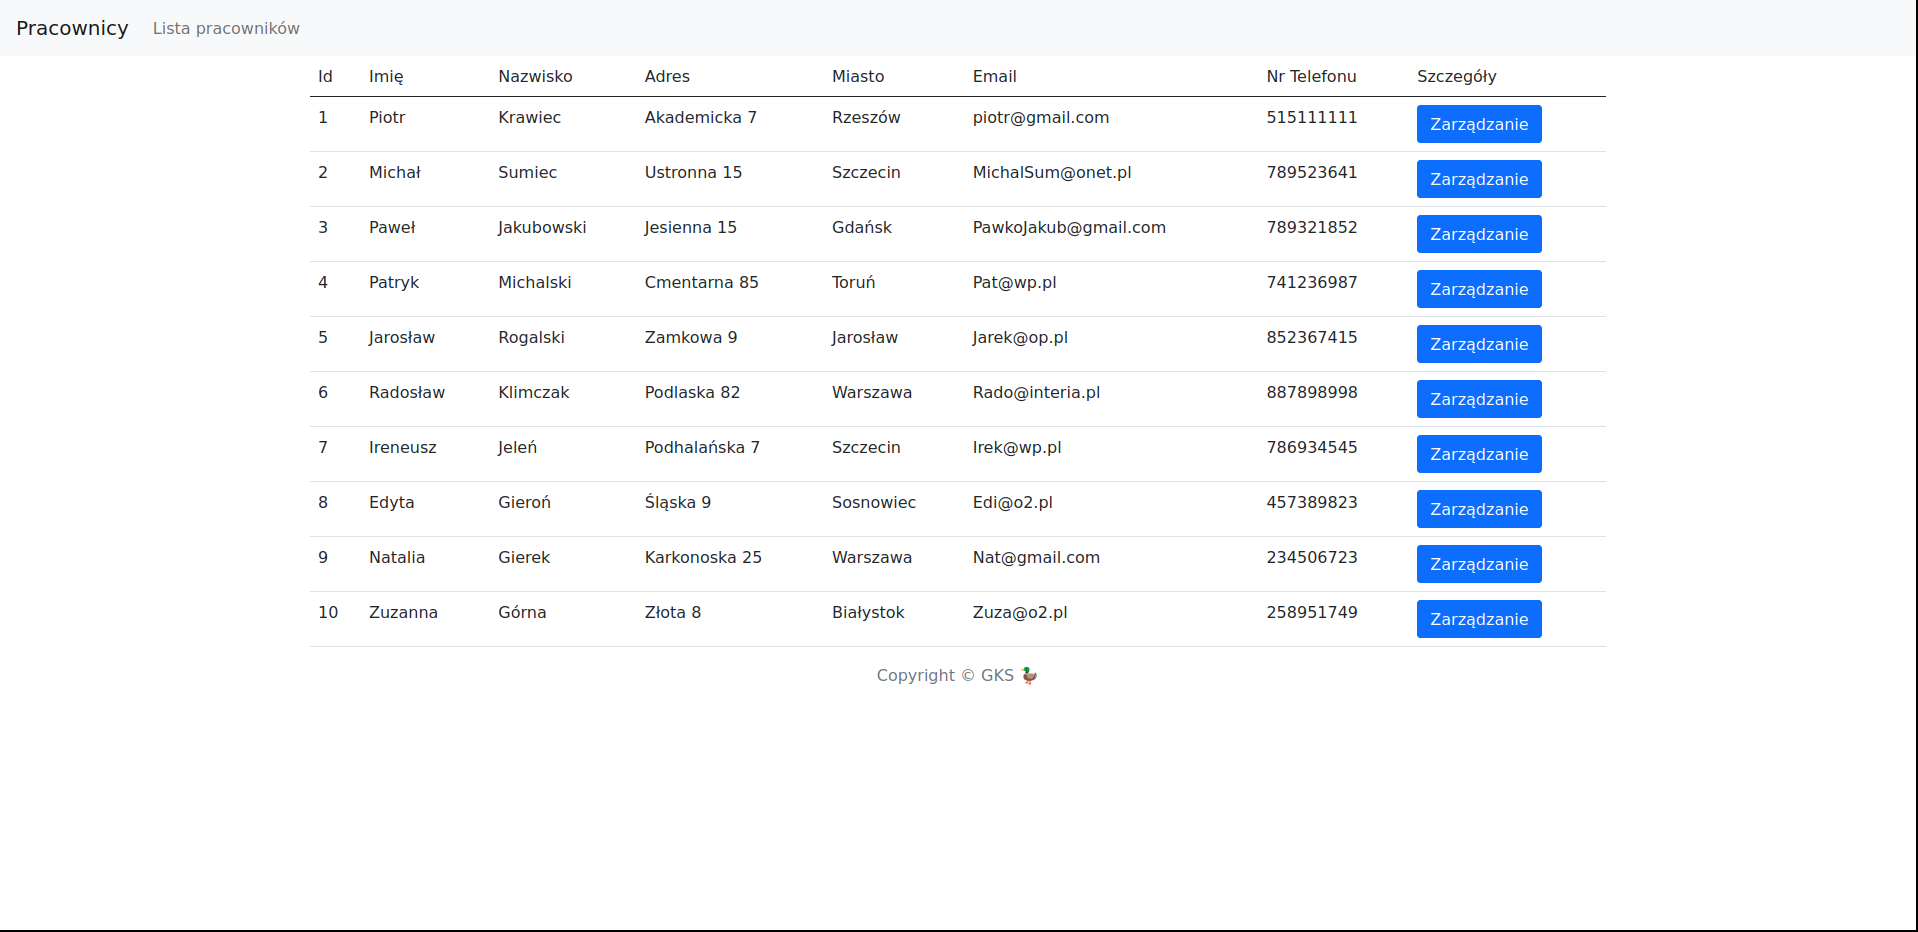 Pracownicy Lista pracowników
Id Imię Nazwisko Adres Miasto Email Nr Telefonu Szczegóły
1 Piotr Krawiec Akademicka 7 Rzeszów piotr@gmail.com 515111111 Zarządzanie
2 Michał Sumiec Ustronna 15 Szczecin MichalSum@onet.pl 789523641 Zarządzanie
3 Paweł Jakubowski Jesienna 15 Gdańsk PawkoJakub@gmail.com 789321852 Zarządzanie
4 Patryk Michalski Cmentarna 85 Toruń Pat@wp.pl 741236987 Zarządzanie
5 Jarosław Rogalski Zamkowa 9 Jarosław Jarek@op.pl 852367415 Zarządzanie
6 Radosław Klimczak Podlaska 82 Warszawa Rado@interia.pl 887898998 Zarządzanie
7 Ireneusz Jeleń Podhalańska 7 Szczecin Irek@wp.pl 786934545 Zarządzanie
8 Edyta Gieroń Śląska 9 Sosnowiec Edi@o2.pl 457389823 Zarządzanie
9 Natalia Gierek Karkonoska 25 Warszawa Nat@gmail.com 234506723 Zarządzanie
10 Zuzanna Górna Złota 8 Białystok Zuza@o2.pl 258951749 Zarządzanie
Copyright © GKS 🦆